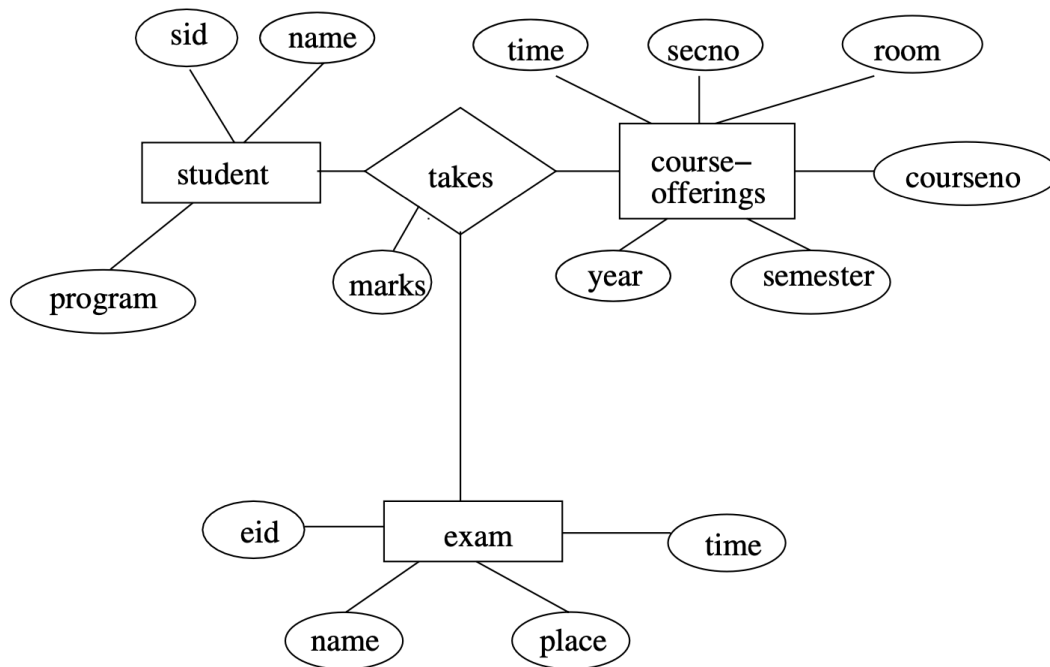 sid
name
time
secno
room
student
takes
course–
offerings
courseno
program
marks
year
semester
eid
exam
time
name
place